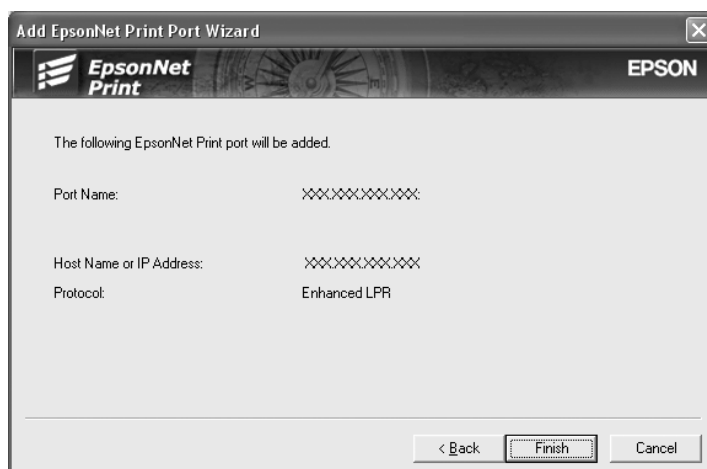 Add EpsonNet Print Port Wizard
EpsonNet
Print
EPSON
W
E
The following EpsonNet Print port will be added.
Port Name: XXX.XXX.XXX.XXX:
Host Name or IP Address: XXX.XXX.XXX.XXX
Protocol: Enhanced LPR
< Back Finish Cancel